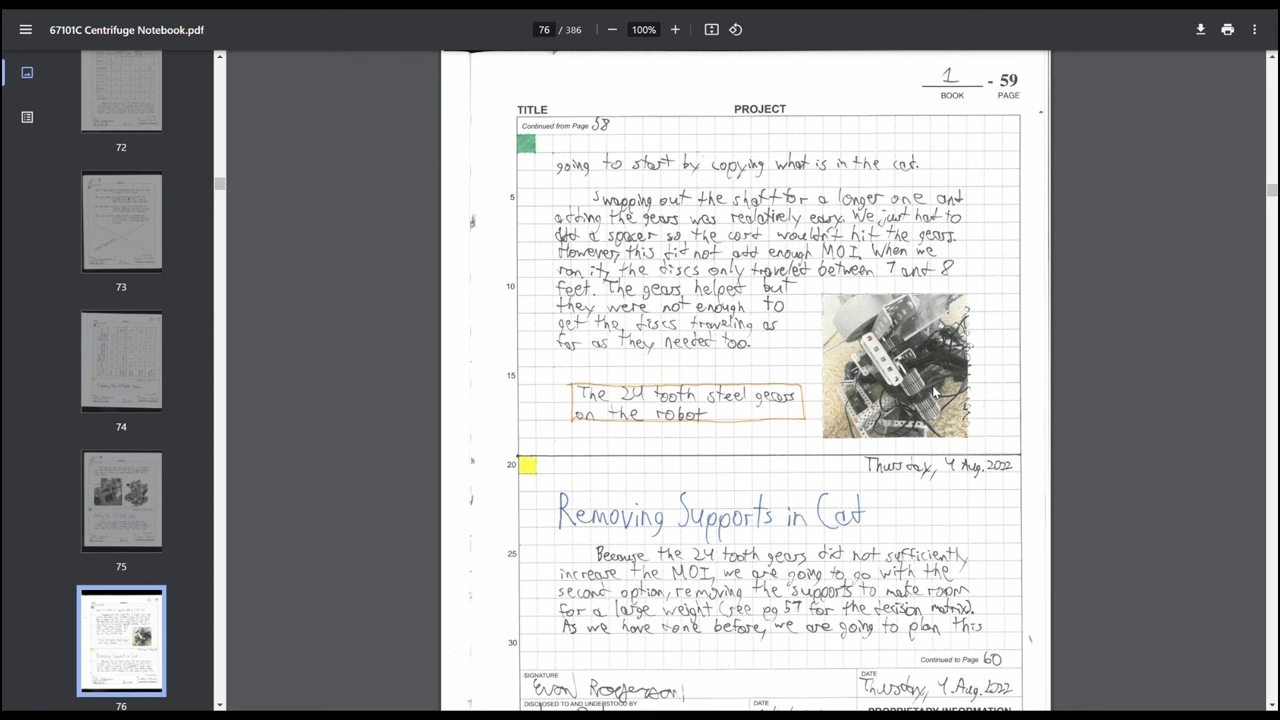 67101C Centrifuge Notebook.pdf
76 / 386
100%
72
73
74
75
76
1 - 59
BOOK PAGE
TITLE PROJECT
Continued from Page 58
going to start by copying what is in the cad.
5 Swapping out the shaft for a longer one and
adding the gears was realatively easy. We just had to
add a spacer so the cord wouldn't hit the gears.
However, this did not add enough MOI. When we
ran it, the discs only traveled between 7 and 8
10 feet. The gears helped but
they were not enough to
get the discs traveling as
far as they needed too.
15
The 24 tooth steel gears
on the robot
20 Thursday, 4 Aug. 2022
Removing Supports in Cad
25 Because the 24 tooth gears did not sufficiently
increase the MOI, we are going to go with the
second option, removing the supports to make room
for a large weight (see pg 57 for the decision matrix).
As we have done before, we are going to plan this
30
Continued to Page 60
SIGNATURE DATE
Evan Rogerson Thursday, 4 Aug. 2022
DISCLOSED TO AND UNDERSTOOD BY DATE PROPRIETARY INFORMATION